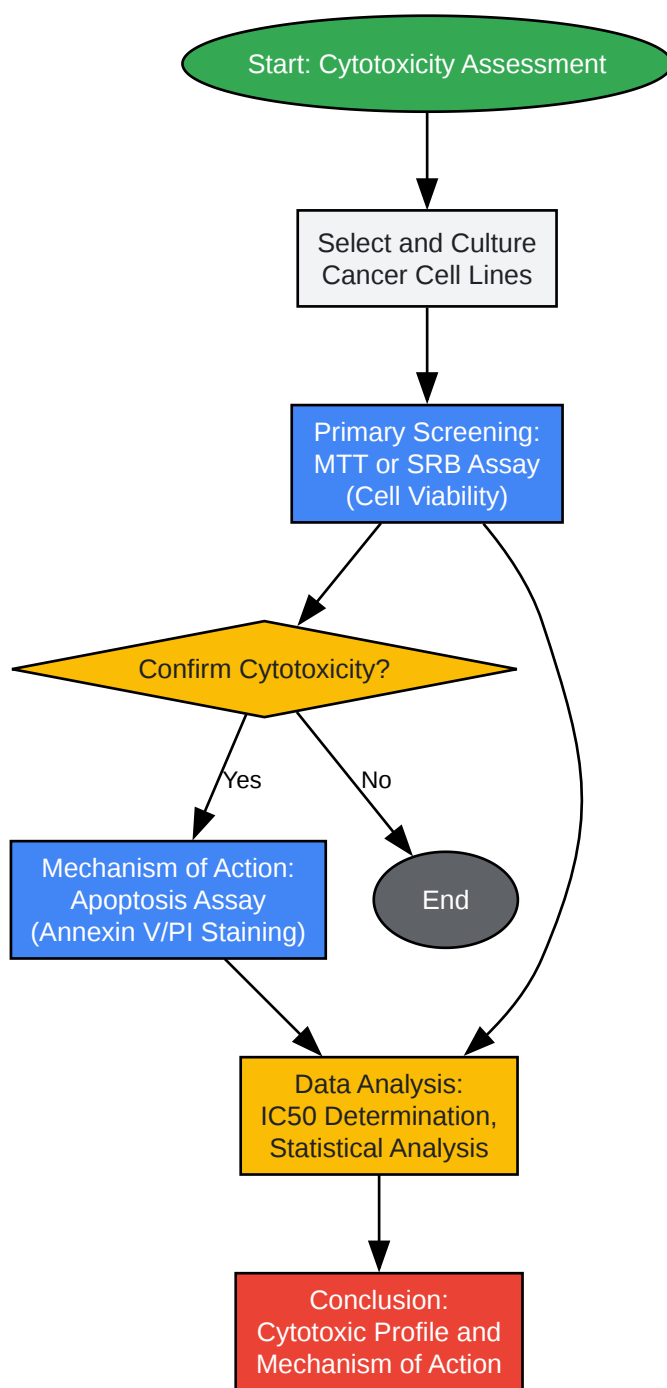 Start: Cytotoxicity Assessment
Select and Culture
Cancer Cell Lines
Primary Screening:
MTT or SRB Assay
(Cell Viability)
Confirm Cytotoxicity?
Yes
No
Mechanism of Action:
Apoptosis Assay
(Annexin V/PI Staining)
End
Data Analysis:
IC50 Determination,
Statistical Analysis
Conclusion:
Cytotoxic Profile and
Mechanism of Action